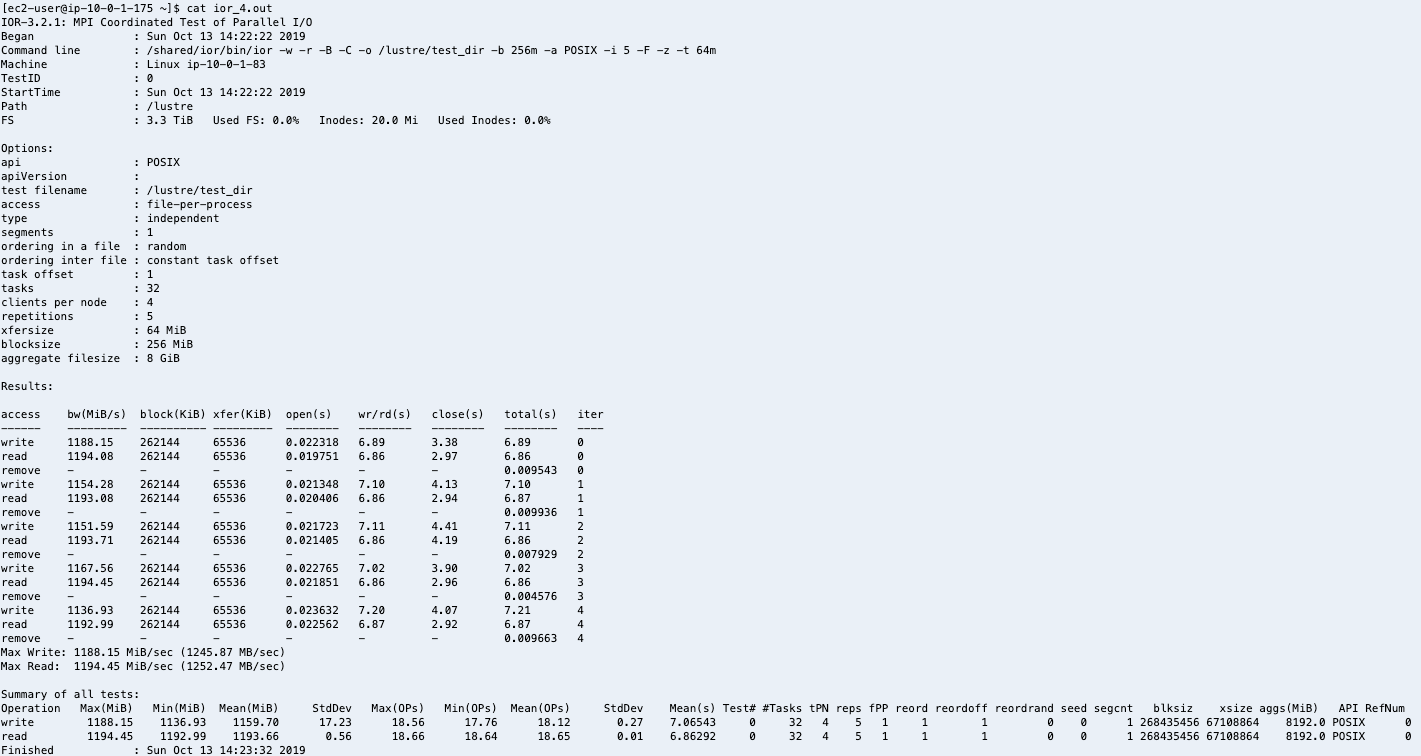 [ec2-user@ip-10-0-1-175 ~]$ cat ior_4.out
IOR-3.2.1: MPI Coordinated Test of Parallel I/O
Began               : Sun Oct 13 14:22:22 2019
Command line        : /shared/ior/bin/ior -w -r -B -C -o /lustre/test_dir -b 256m -a POSIX -i 5 -F -z -t 64m
Machine             : Linux ip-10-0-1-83
TestID              : 0
StartTime           : Sun Oct 13 14:22:22 2019
Path                : /lustre
FS                  : 3.3 TiB   Used FS: 0.0%   Inodes: 20.0 Mi   Used Inodes: 0.0%

Options:
api                 : POSIX
apiVersion          :
test filename       : /lustre/test_dir
access              : file-per-process
type                : independent
segments            : 1
ordering in a file  : random
ordering inter file : constant task offset
task offset         : 1
tasks               : 32
clients per node    : 4
repetitions         : 5
xfersize            : 64 MiB
blocksize           : 256 MiB
aggregate filesize  : 8 GiB

Results:

access    bw(MiB/s)  block(KiB) xfer(KiB)  open(s)    wr/rd(s)   close(s)   total(s)   iter
------    ---------  ---------- ---------  --------   --------   --------   --------   ----
write     1188.15    262144     65536      0.022318   6.89       3.38       6.89       0
read      1194.08    262144     65536      0.019751   6.86       2.97       6.86       0
remove    -          -          -          -          -          -          0.009543   0
write     1154.28    262144     65536      0.021348   7.10       4.13       7.10       1
read      1193.08    262144     65536      0.020406   6.86       2.94       6.87       1
remove    -          -          -          -          -          -          0.009936   1
write     1151.59    262144     65536      0.021723   7.11       4.41       7.11       2
read      1193.71    262144     65536      0.021405   6.86       4.19       6.86       2
remove    -          -          -          -          -          -          0.007929   2
write     1167.56    262144     65536      0.022765   7.02       3.90       7.02       3
read      1194.45    262144     65536      0.021851   6.86       2.96       6.86       3
remove    -          -          -          -          -          -          0.004576   3
write     1136.93    262144     65536      0.023632   7.20       4.07       7.21       4
read      1192.99    262144     65536      0.022562   6.87       2.92       6.87       4
remove    -          -          -          -          -          -          0.009663   4
Max Write: 1188.15 MiB/sec (1245.87 MB/sec)
Max Read:  1194.45 MiB/sec (1252.47 MB/sec)

Summary of all tests:
Operation   Max(MiB)   Min(MiB)  Mean(MiB)     StdDev   Max(OPs)   Min(OPs)  Mean(OPs)     StdDev    Mean(s) Test# #Tasks tPN reps fPP reord reordoff reordrand seed segcnt   blksiz    xsize aggs(MiB)   API RefNum
write        1188.15    1136.93    1159.70      17.23      18.56      17.76      18.12       0.27    7.06543     0     32   4    5   1     1        1         0    0      1 268435456 67108864    8192.0 POSIX      0
read         1194.45    1192.99    1193.66       0.56      18.66      18.64      18.65       0.01    6.86292     0     32   4    5   1     1        1         0    0      1 268435456 67108864    8192.0 POSIX      0
Finished            : Sun Oct 13 14:23:32 2019